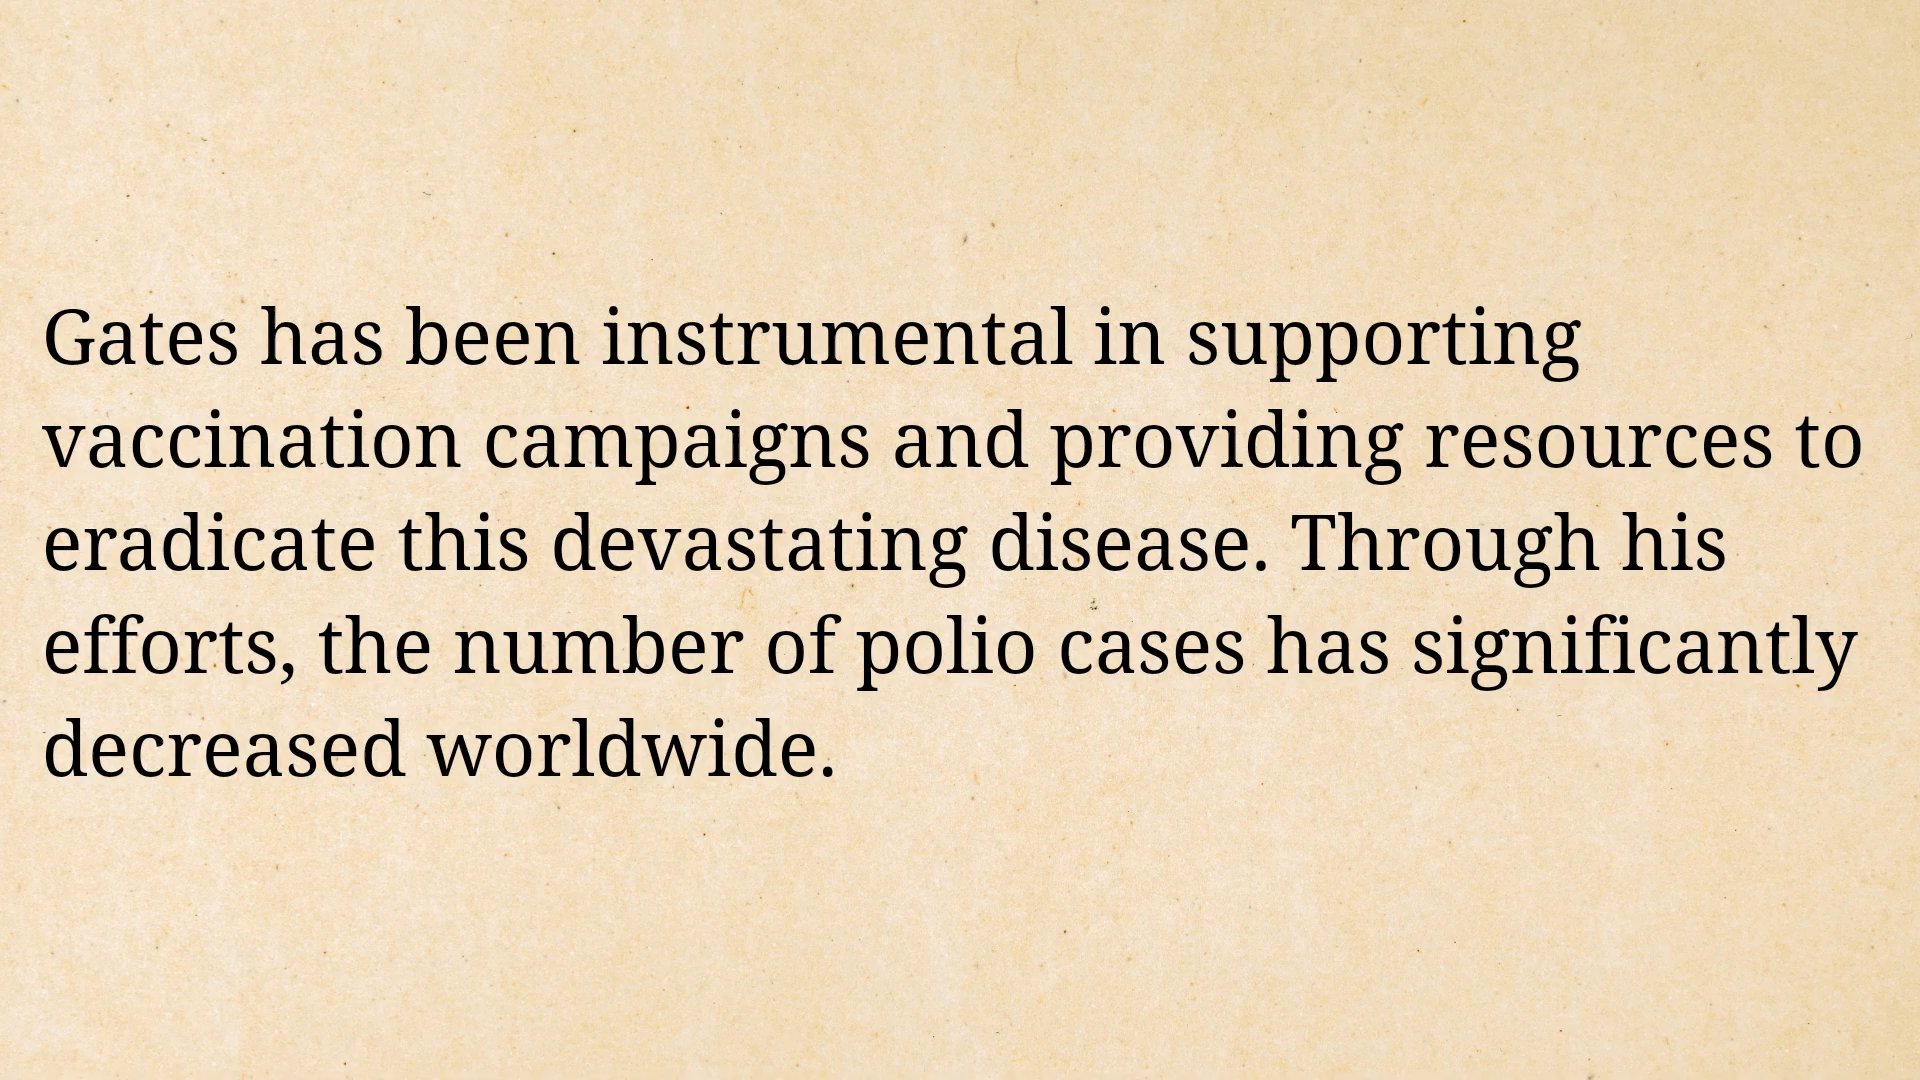 Gates has been instrumental in supporting
vaccination campaigns and providing resources to
eradicate this devastating disease. Through his
efforts, the number of polio cases has significantly
decreased worldwide.